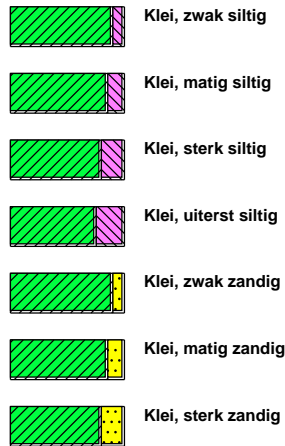 Klei, zwak siltig
Klei, matig siltig
Klei, sterk siltig
Klei, uiterst siltig
Klei, zwak zandig
Klei, matig zandig
Klei, sterk zandig